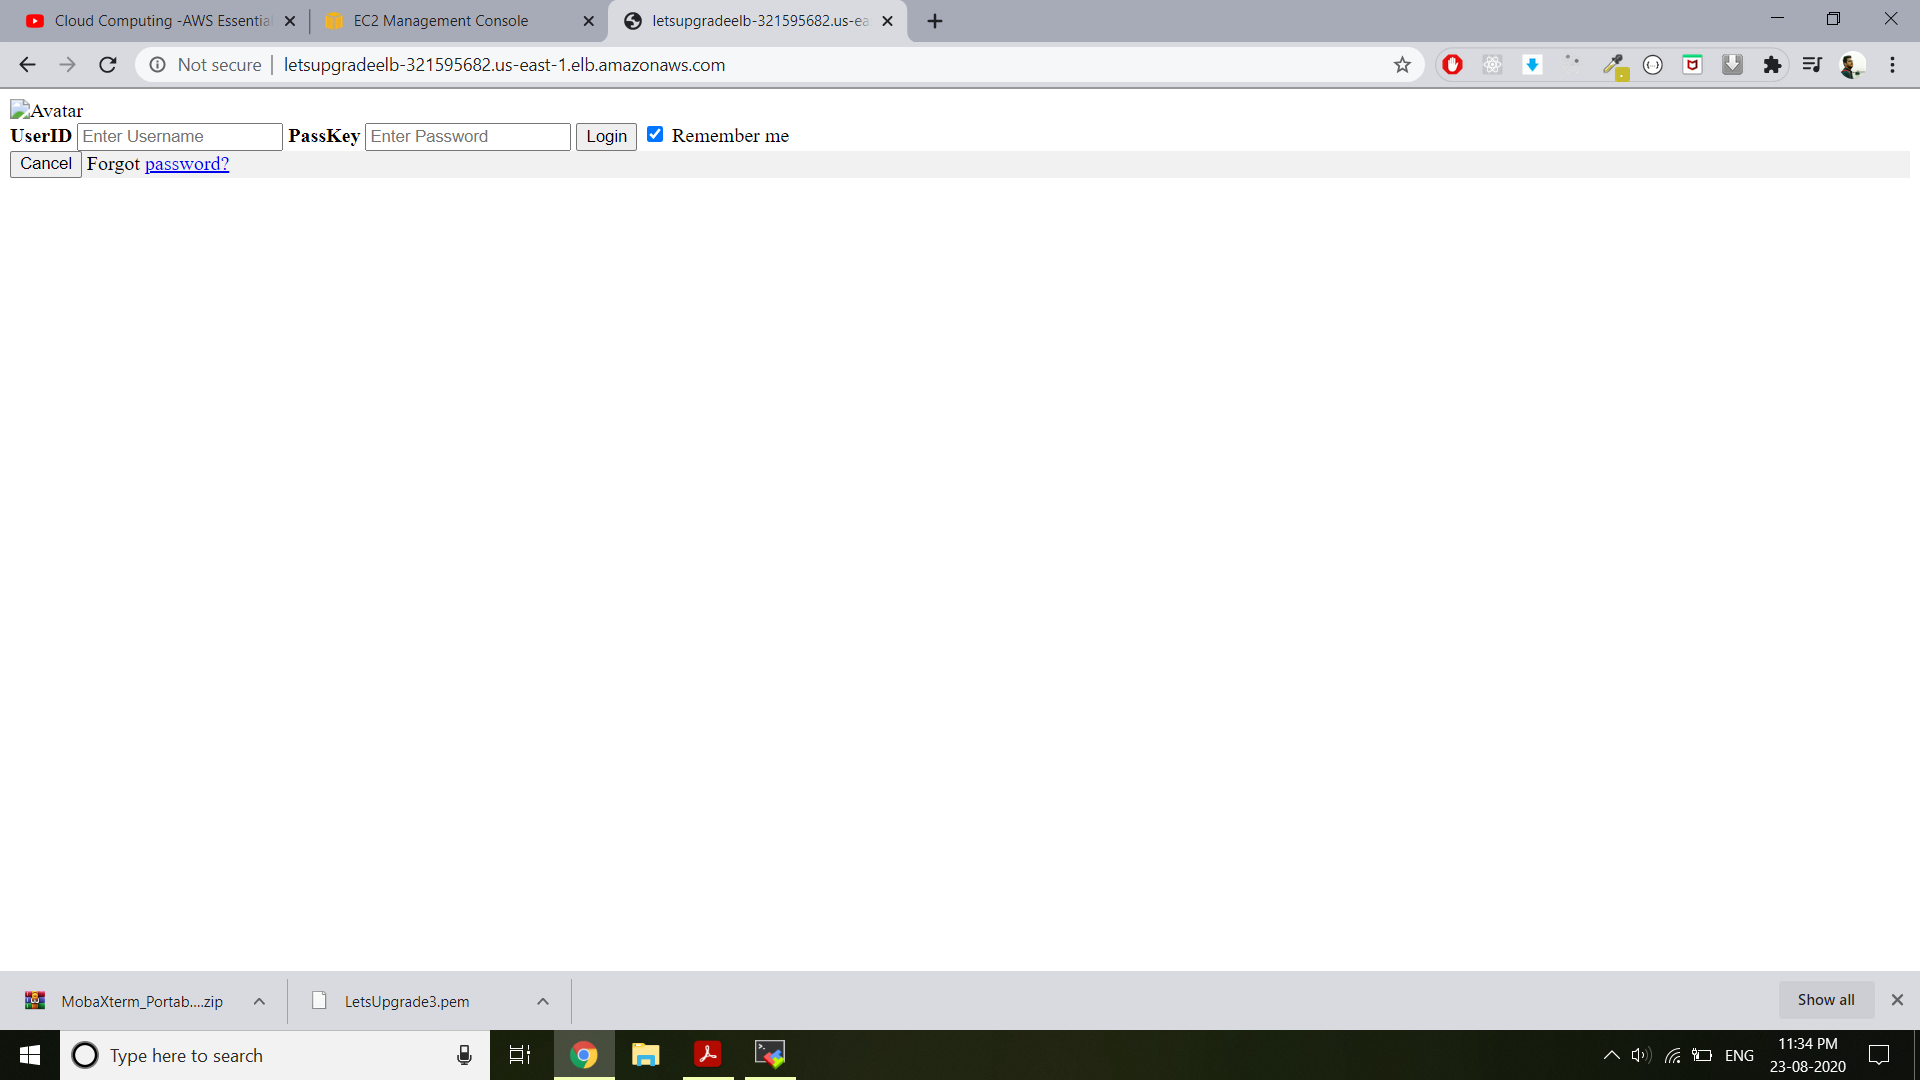 Cloud Computing -AWS Essentia
EC2 Management Console
letsupgradeelb-321595682.us-ea
Not secure
letsupgradeelb-321595682.us-east-1.elb.amazonaws.com
Avatar
UserID Enter Username PassKey Enter Password Login Remember me
Cancel Forgot password?
MobaXterm_Portab....zip
LetsUpgrade3.pem
Show all
Type here to search
ENG
11:34 PM
23-08-2020